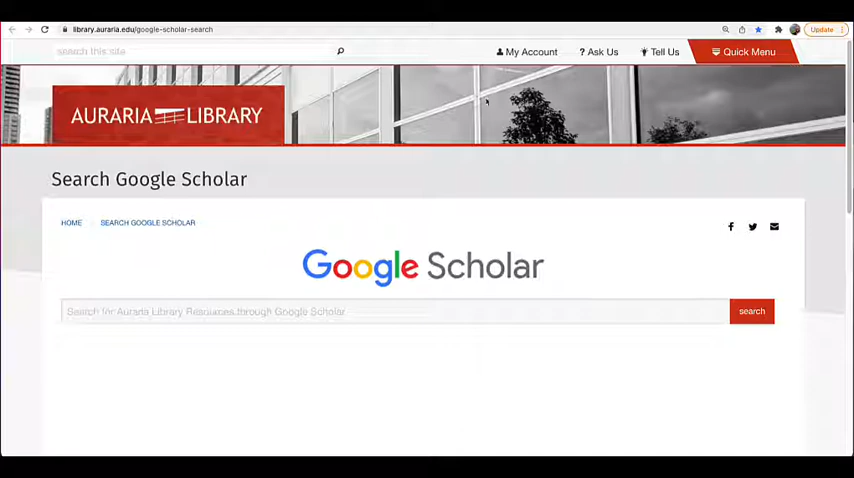 library.auraria.edu/google-scholar-search
Update
search this site
My Account
? Ask Us
Tell Us
Quick Menu
AURARIA LIBRARY
Search Google Scholar
HOME
SEARCH GOOGLE SCHOLAR
Google Scholar
Search for Auraria Library Resources through Google Scholar
search